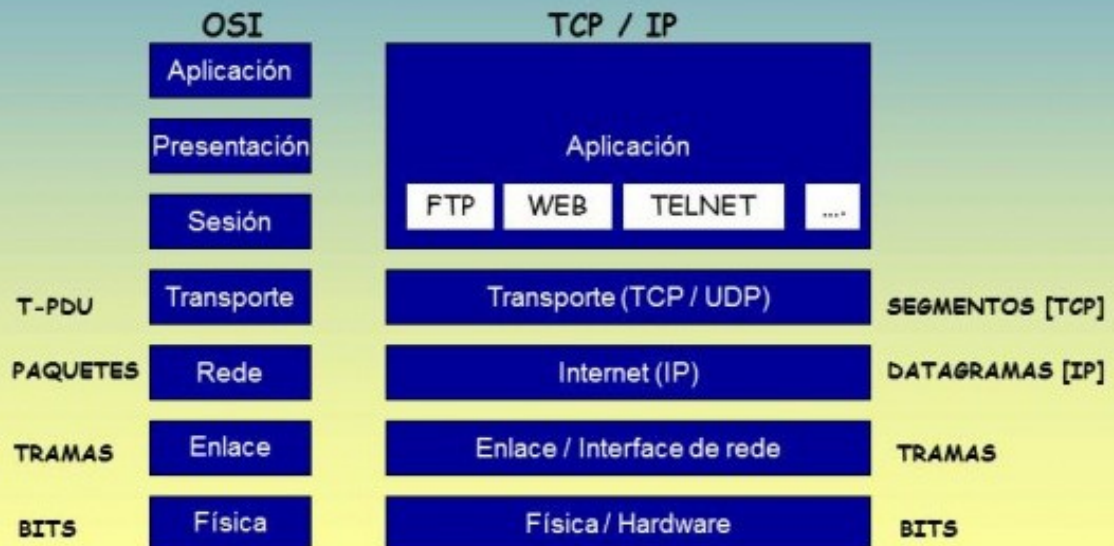 OSI
TCP / IP
Aplicación
Presentación
Sesión
Aplicación
FTP WEB TELNET ....
T-PDU Transporte Transporte (TCP / UDP) SEGMENTOS [TCP]
PAQUETES Rede Internet (IP) DATAGRAMAS [IP]
TRAMAS Enlace Enlace / Interface de rede TRAMAS
BITS Física Física / Hardware BITS